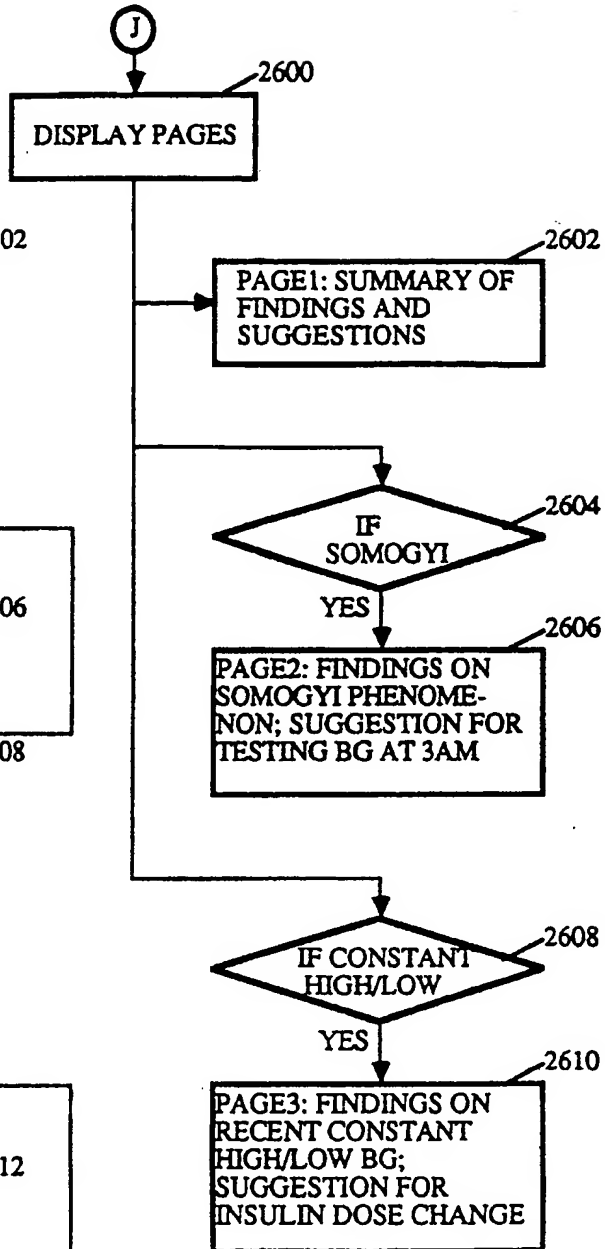 J
2600
DISPLAY PAGES
02
2602
PAGE1: SUMMARY OF
FINDINGS AND
SUGGESTIONS
2604
IF
SOMOGYI
06
YES
2606
PAGE2: FINDINGS ON
SOMOGYI PHENOME-
NON; SUGGESTION FOR
TESTING BG AT 3AM
08
2608
IF CONSTANT
HIGH/LOW
YES
2610
PAGE3: FINDINGS ON
RECENT CONSTANT
HIGH/LOW BG;
SUGGESTION FOR
INSULIN DOSE CHANGE
12